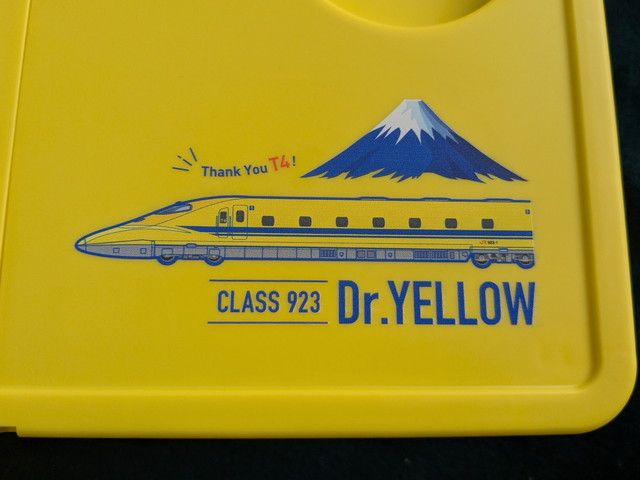 Thank You T4!
CLASS 923 Dr.YELLOW